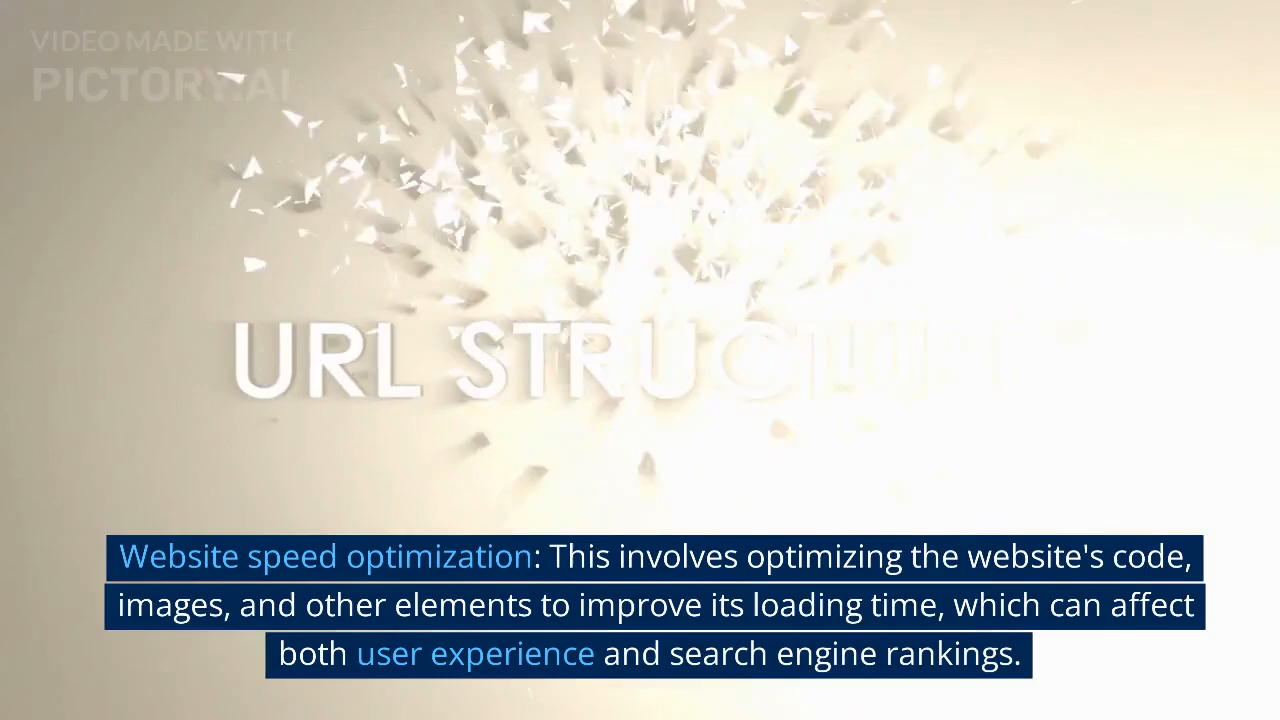 VIDEO MADE WITH
PICTORY.AI
URL STRUCTURE
Website speed optimization: This involves optimizing the website's code,
images, and other elements to improve its loading time, which can affect
both user experience and search engine rankings.